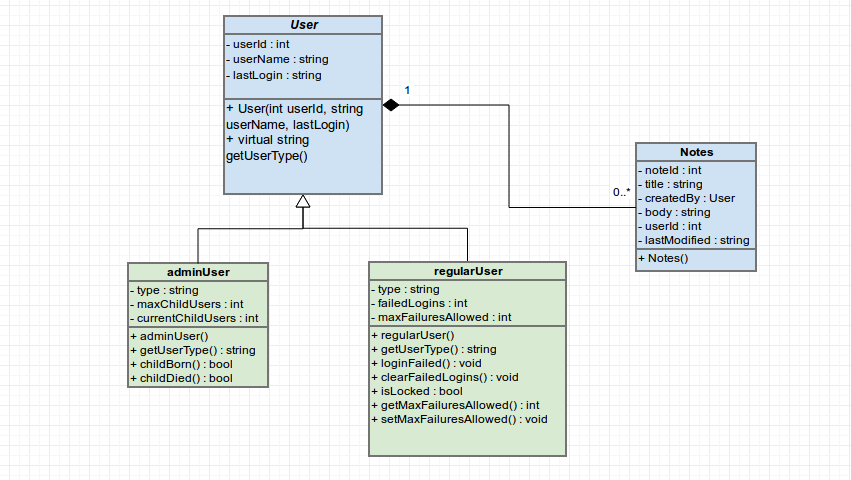 User
- userId : int
- userName : string
- lastLogin : string
+ User(int userId, string
userName, lastLogin)
+ virtual string
getUserType()
1
0..*
Notes
- noteId : int
- title : string
- createdBy : User
- body : string
- userId : int
- lastModified : string
+ Notes()
adminUser
- type : string
- maxChildUsers : int
- currentChildUsers : int
+ adminUser()
+ getUserType() : string
+ childBorn() : bool
+ childDied() : bool
regularUser
- type : string
- failedLogins : int
- maxFailuresAllowed : int
+ regularUser()
+ getUserType() : string
+ loginFailed() : void
+ clearFailedLogins() : void
+ isLocked : bool
+ getMaxFailuresAllowed() : int
+ setMaxFailuresAllowed() : void